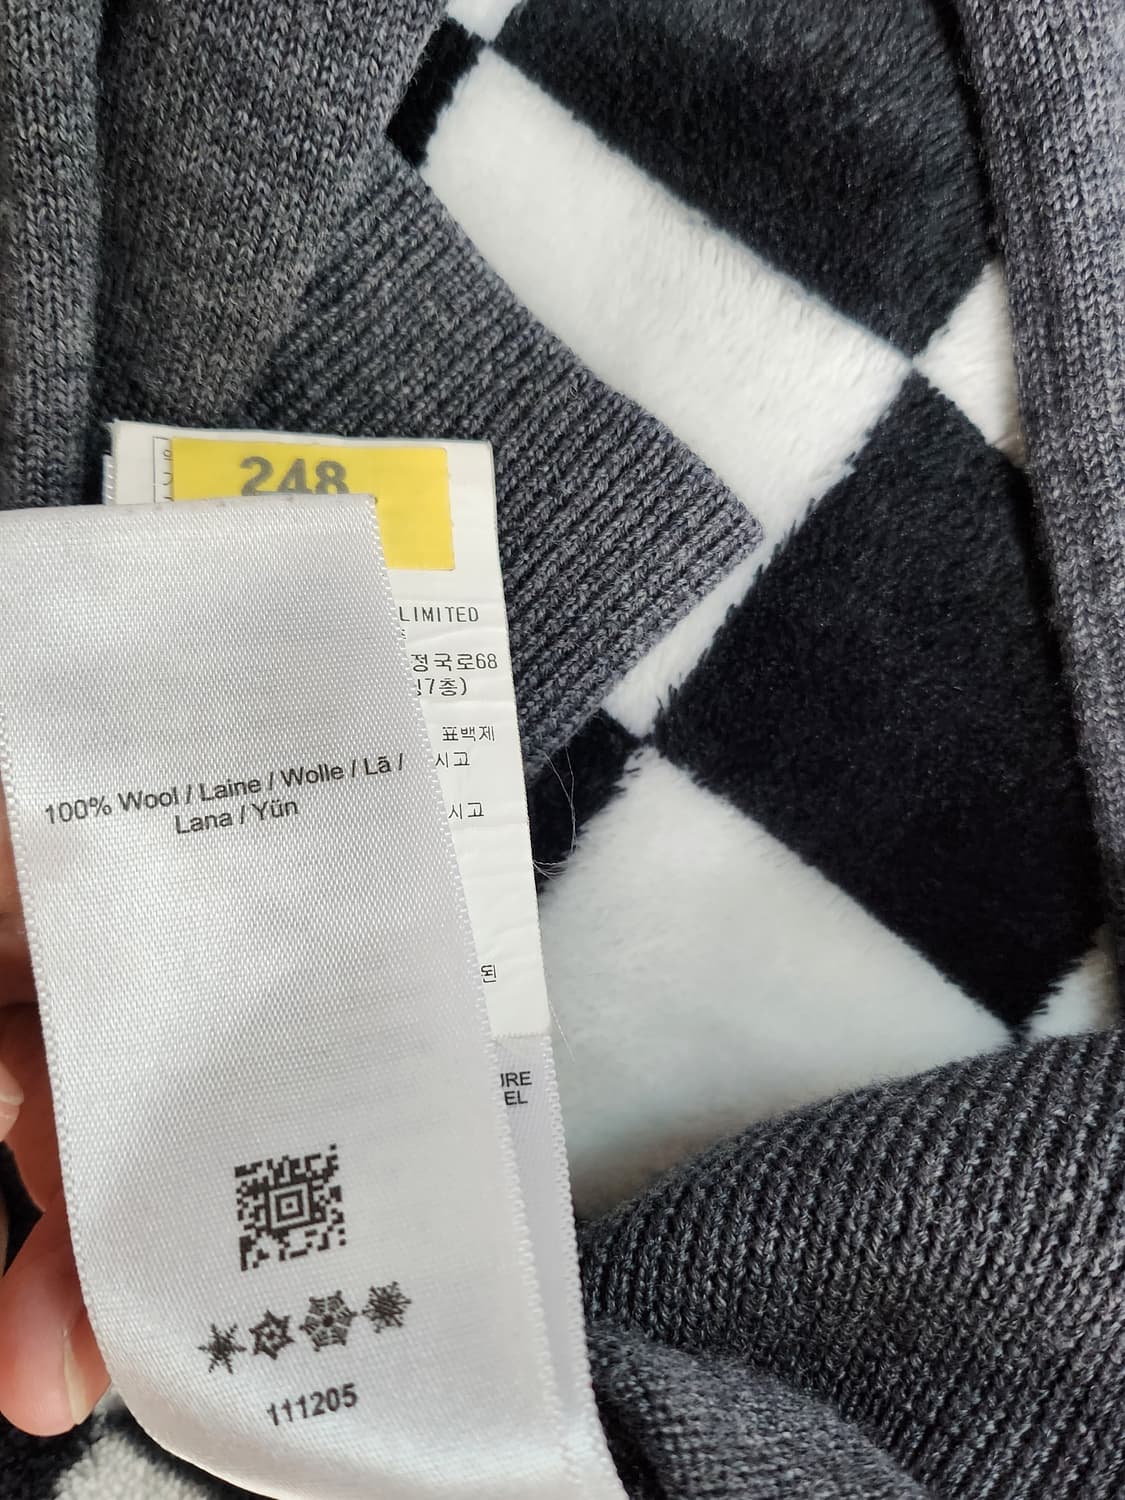 248
LIMITED
정국로68
7층)
표백제
시고
100% Wool / Laine / Wolle / Lã /
Lana / Yün
시고
된
URE
EL
111205